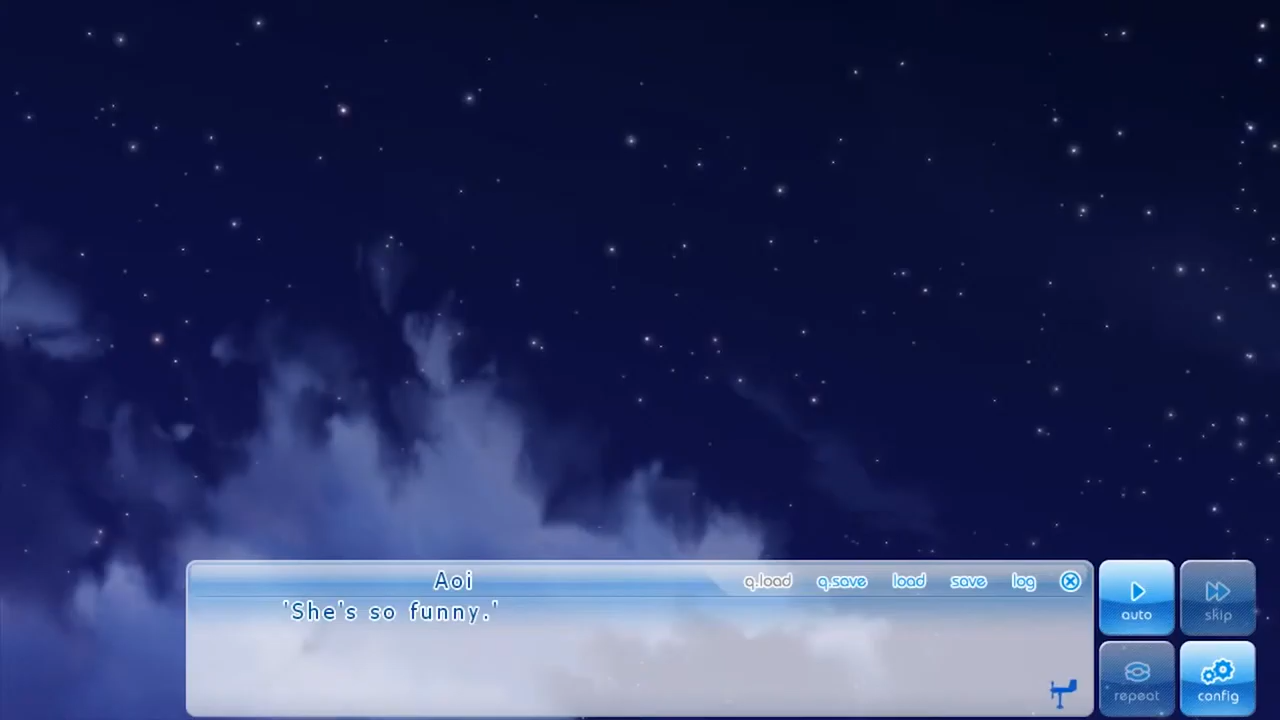 Aoi
q.load q.save load save log
'She's so funny.'
auto
skip
repeat
config